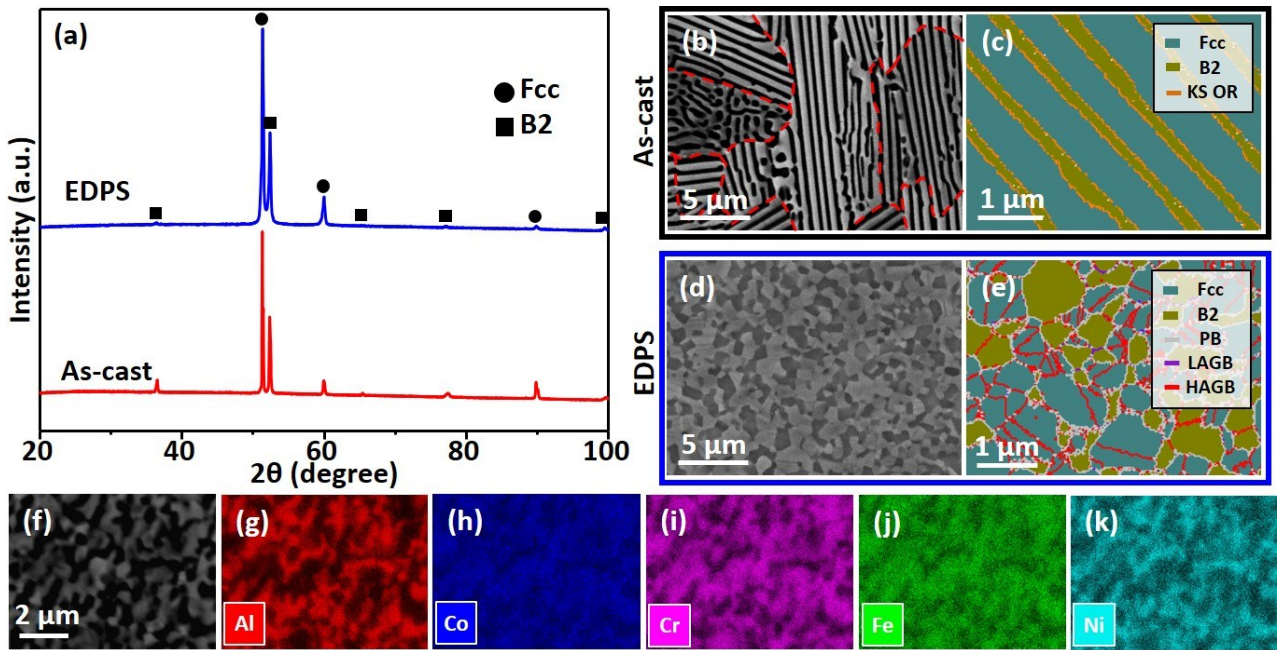 (a)
Fcc
B2
EDPS
As-cast
Intensity (a.u.)
20 40 60 80 100
2θ (degree)
As-cast
(b)
5 μm
(c)
Fcc
B2
KS OR
1 μm
EDPS
(d)
5 μm
(e)
Fcc
B2
PB
LAGB
HAGB
1 μm
(f)
2 μm
(g)
Al
(h)
Co
(i)
Cr
(j)
Fe
(k)
Ni